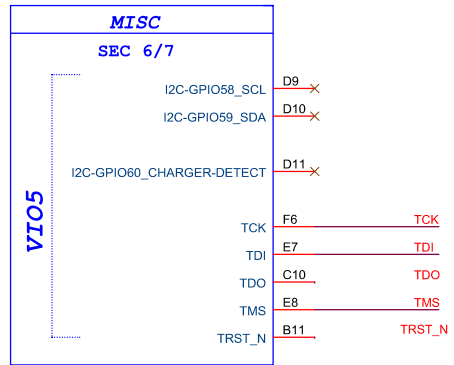 MISC
SEC 6/7
VIO5
I2C-GPIO58_SCL D9
I2C-GPIO59_SDA D10
I2C-GPIO60_CHARGER-DETECT D11
TCK F6 TCK
TDI E7 TDI
TDO C10 TDO
TMS E8 TMS
TRST_N B11 TRST_N